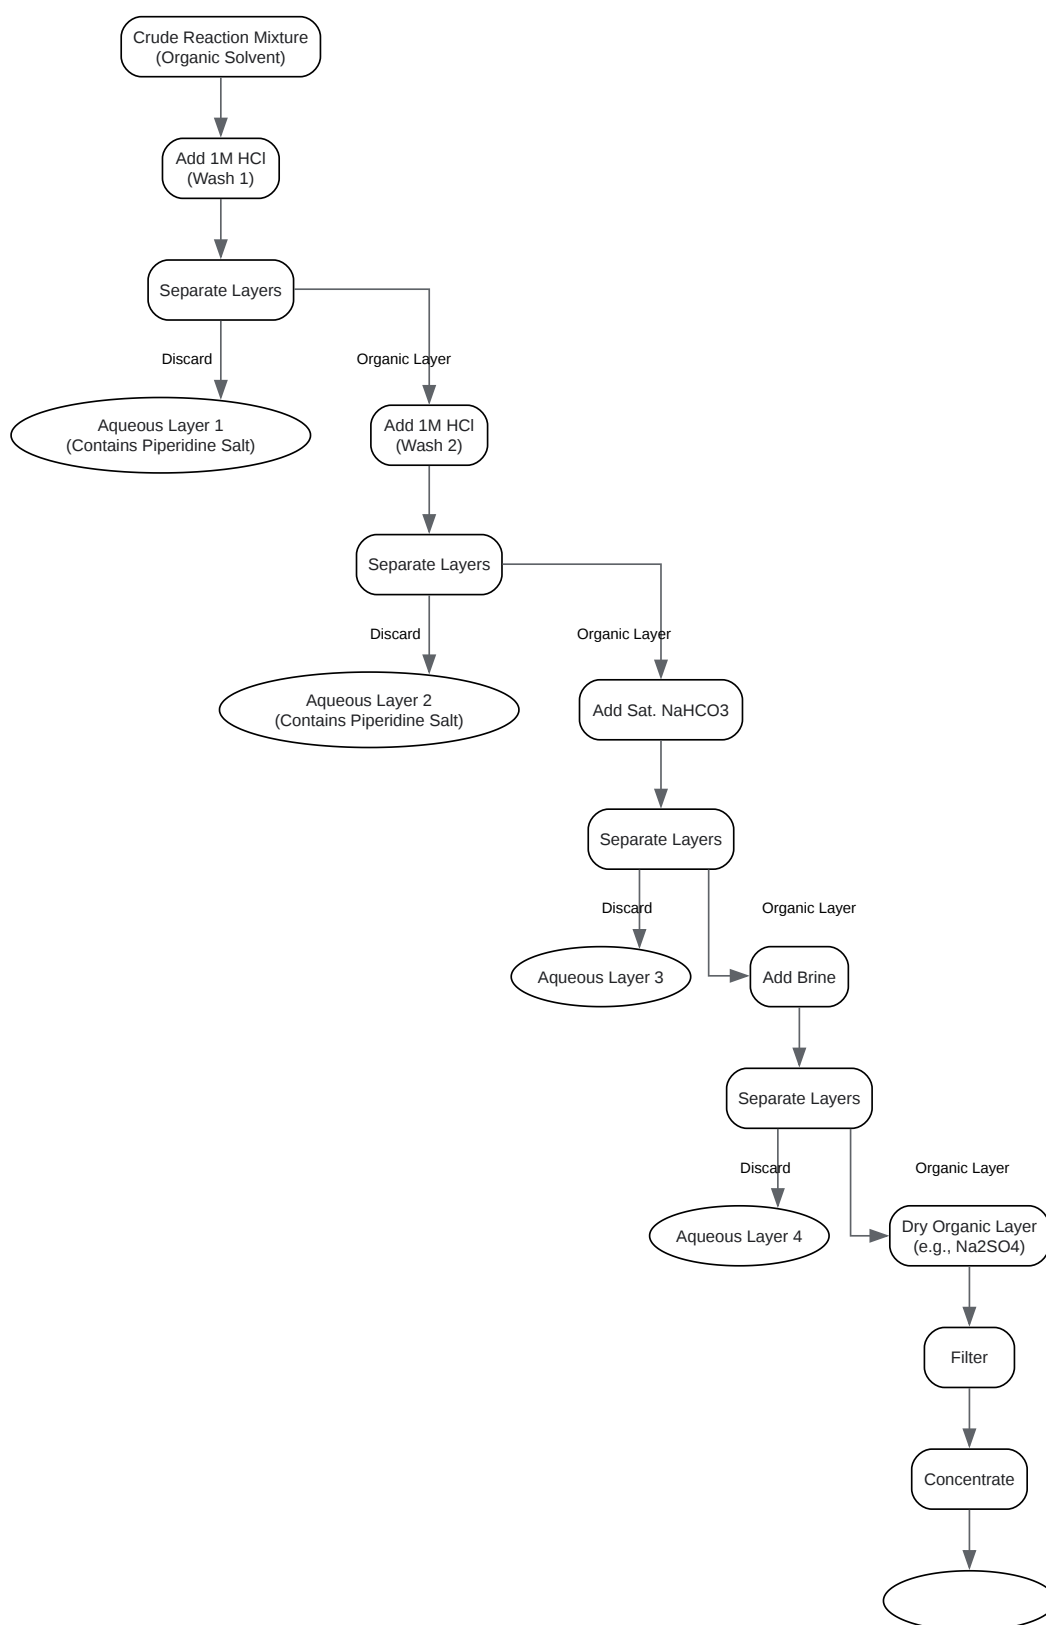 Crude Reaction Mixture
(Organic Solvent)
Add 1M HCl
(Wash 1)
Separate Layers
Discard
Organic Layer
Aqueous Layer 1
(Contains Piperidine Salt)
Add 1M HCl
(Wash 2)
Separate Layers
Discard
Organic Layer
Aqueous Layer 2
(Contains Piperidine Salt)
Add Sat. NaHCO3
Separate Layers
Discard
Organic Layer
Aqueous Layer 3
Add Brine
Separate Layers
Discard
Organic Layer
Aqueous Layer 4
Dry Organic Layer
(e.g., Na2SO4)
Filter
Concentrate